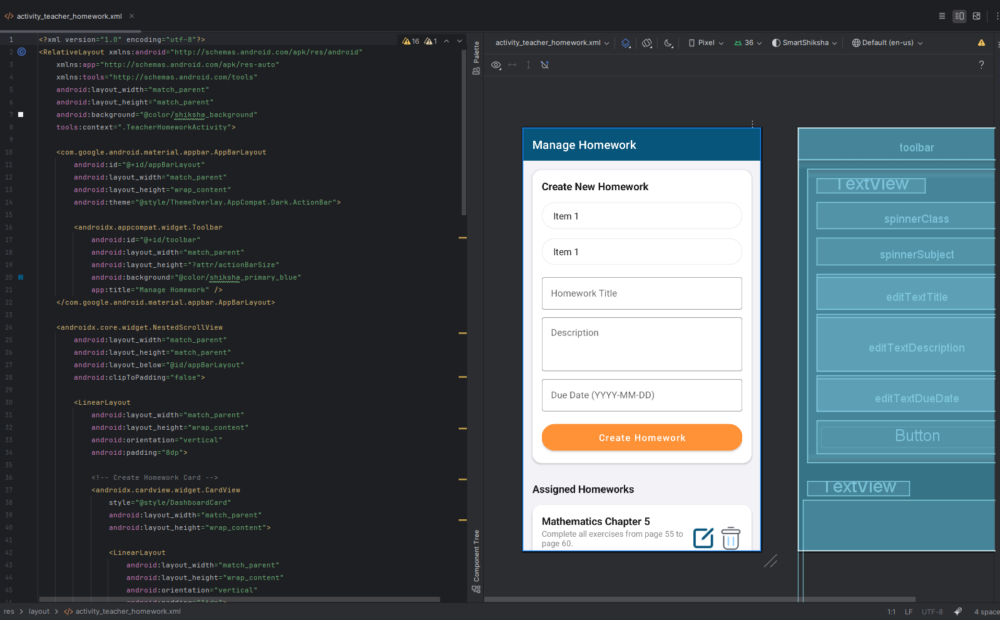 activity_teacher_homework.xml
1 <?xml version="1.0" encoding="utf-8"?>
2 <RelativeLayout xmlns:android="http://schemas.android.com/apk/res/android"
3 xmlns:app="http://schemas.android.com/apk/res-auto"
4 xmlns:tools="http://schemas.android.com/tools"
5 android:layout_width="match_parent"
6 android:layout_height="match_parent"
7 android:background="@color/shiksha_background"
8 tools:context=".TeacherHomeworkActivity">
9
10 <com.google.android.material.appbar.AppBarLayout
11 android:id="@+id/appBarLayout"
12 android:layout_width="match_parent"
13 android:layout_height="wrap_content"
14 android:theme="@style/ThemeOverlay.AppCompat.Dark.ActionBar">
15
16 <androidx.appcompat.widget.Toolbar
17 android:id="@+id/toolbar"
18 android:layout_width="match_parent"
19 android:layout_height="?attr/actionBarSize"
20 android:background="@color/shiksha_primary_blue"
21 app:title="Manage Homework" />
22 </com.google.android.material.appbar.AppBarLayout>
23
24 <androidx.core.widget.NestedScrollView
25 android:layout_width="match_parent"
26 android:layout_height="match_parent"
27 android:layout_below="@id/appBarLayout"
28 android:clipToPadding="false">
29
30 <LinearLayout
31 android:layout_width="match_parent"
32 android:layout_height="wrap_content"
33 android:orientation="vertical"
34 android:padding="8dp">
35
36 <!-- Create Homework Card -->
37 <androidx.cardview.widget.CardView
38 style="@style/DashboardCard"
39 android:layout_width="match_parent"
40 android:layout_height="wrap_content">
41
42 <LinearLayout
43 android:layout_width="match_parent"
44 android:layout_height="wrap_content"
45 android:orientation="vertical"
16 1
Palette
Component Tree
activity_teacher_homework.xml Pixel 36 SmartShiksha Default (en-us)
?
Manage Homework
Create New Homework
Item 1
Item 1
Homework Title
Description
Due Date (YYYY-MM-DD)
Create Homework
Assigned Homeworks
Mathematics Chapter 5
Complete all exercises from page 55 to
page 60.
toolbar
TextView
spinnerClass
spinnerSubject
editTextTitle
editTextDescription
editTextDueDate
Button
TextView
res > layout > activity_teacher_homework.xml
1:1 LF UTF-8 4 space